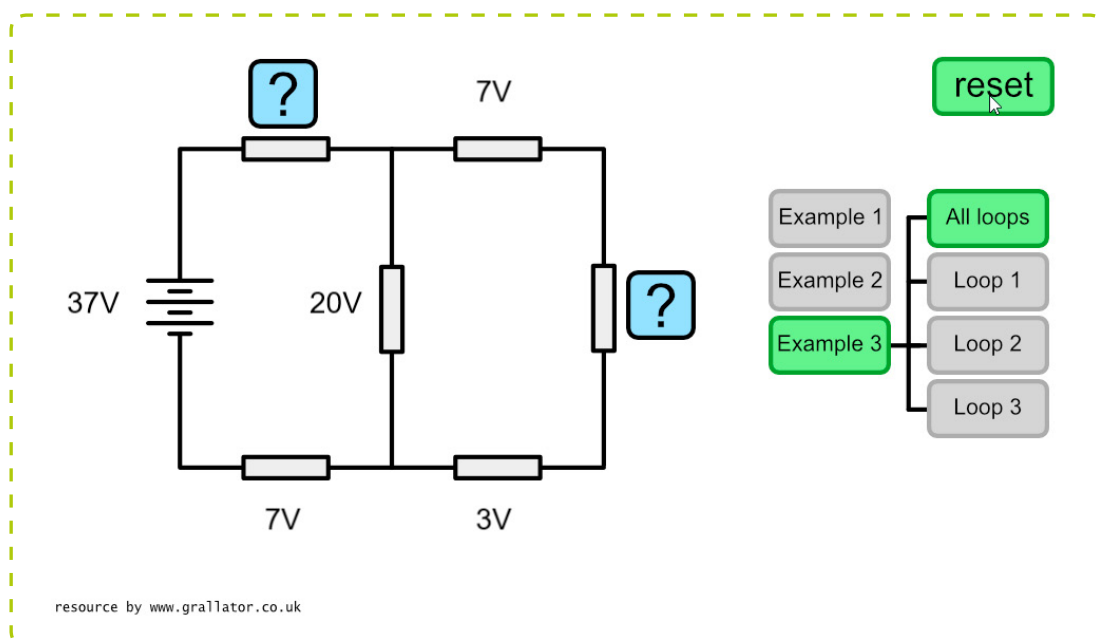 ?
7V
reset
Example 1
All loops
37V
20V
?
Example 2
Loop 1
Example 3
Loop 2
Loop 3
7V
3V
resource by www.grallator.co.uk